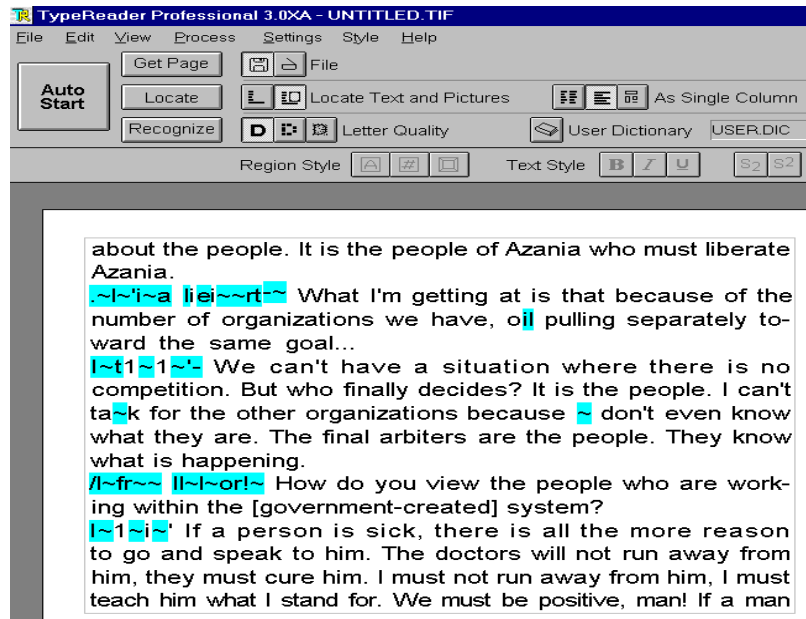 TypeReader Professional 3.0XA - UNTITLED.TIF
File Edit View Process Settings Style Help
Auto Start
Get Page File
Locate Locate Text and Pictures As Single Column
Recognize D Letter Quality User Dictionary USER.DIC
Region Style A # Text Style B I U S2 S2
about the people. It is the people of Azania who must liberate
Azania.
.~l~'i~a liei~~rt~~ What I'm getting at is that because of the
number of organizations we have, oil pulling separately to-
ward the same goal...
l~t1~1~'- We can't have a situation where there is no
competition. But who finally decides? It is the people. I can't
ta~k for the other organizations because ~ don't even know
what they are. The final arbiters are the people. They know
what is happening.
/l~fr~~ ll~l~or!~ How do you view the people who are work-
ing within the [government-created] system?
l~1~i~' If a person is sick, there is all the more reason
to go and speak to him. The doctors will not run away from
him, they must cure him. I must not run away from him, I must
teach him what I stand for. We must be positive, man! If a man